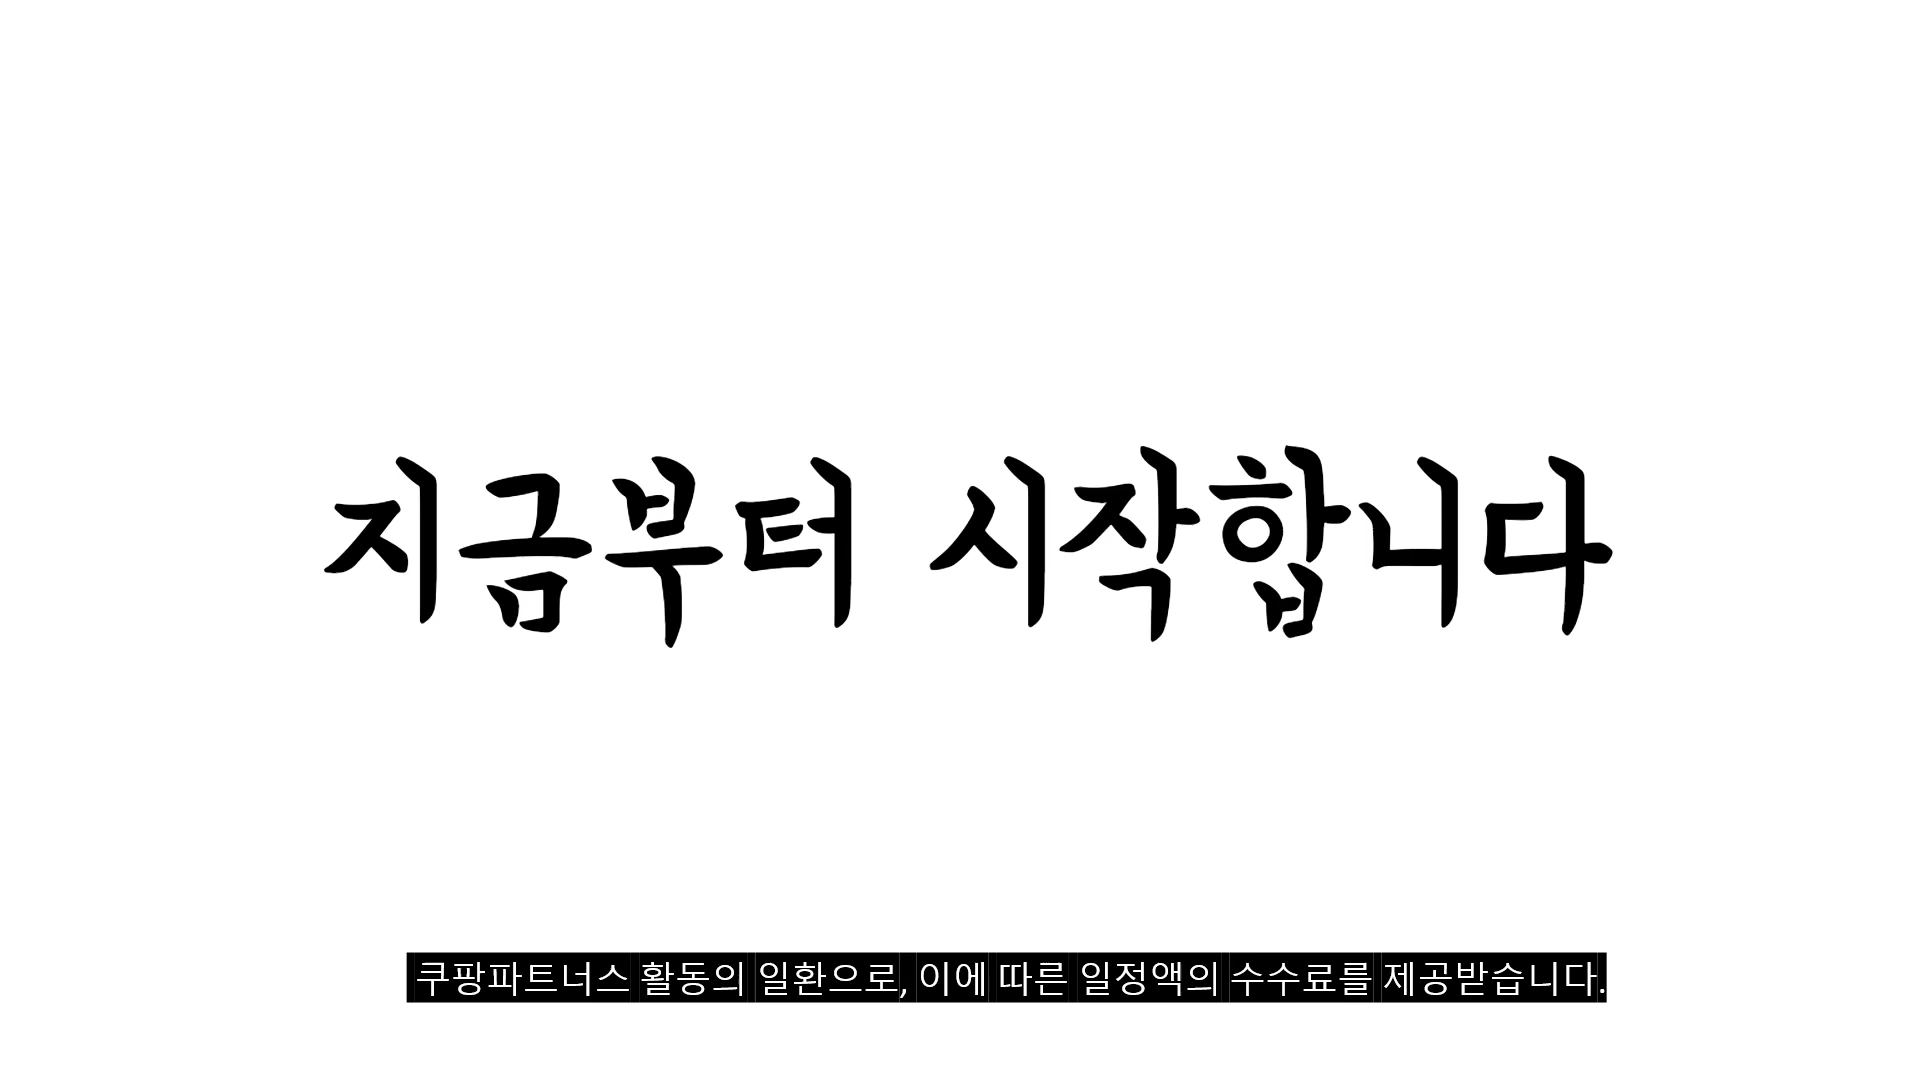 지금부터 시작합니다
쿠팡파트너스 활동의 일환으로, 이에 따른 일정액의 수수료를 제공받습니다.